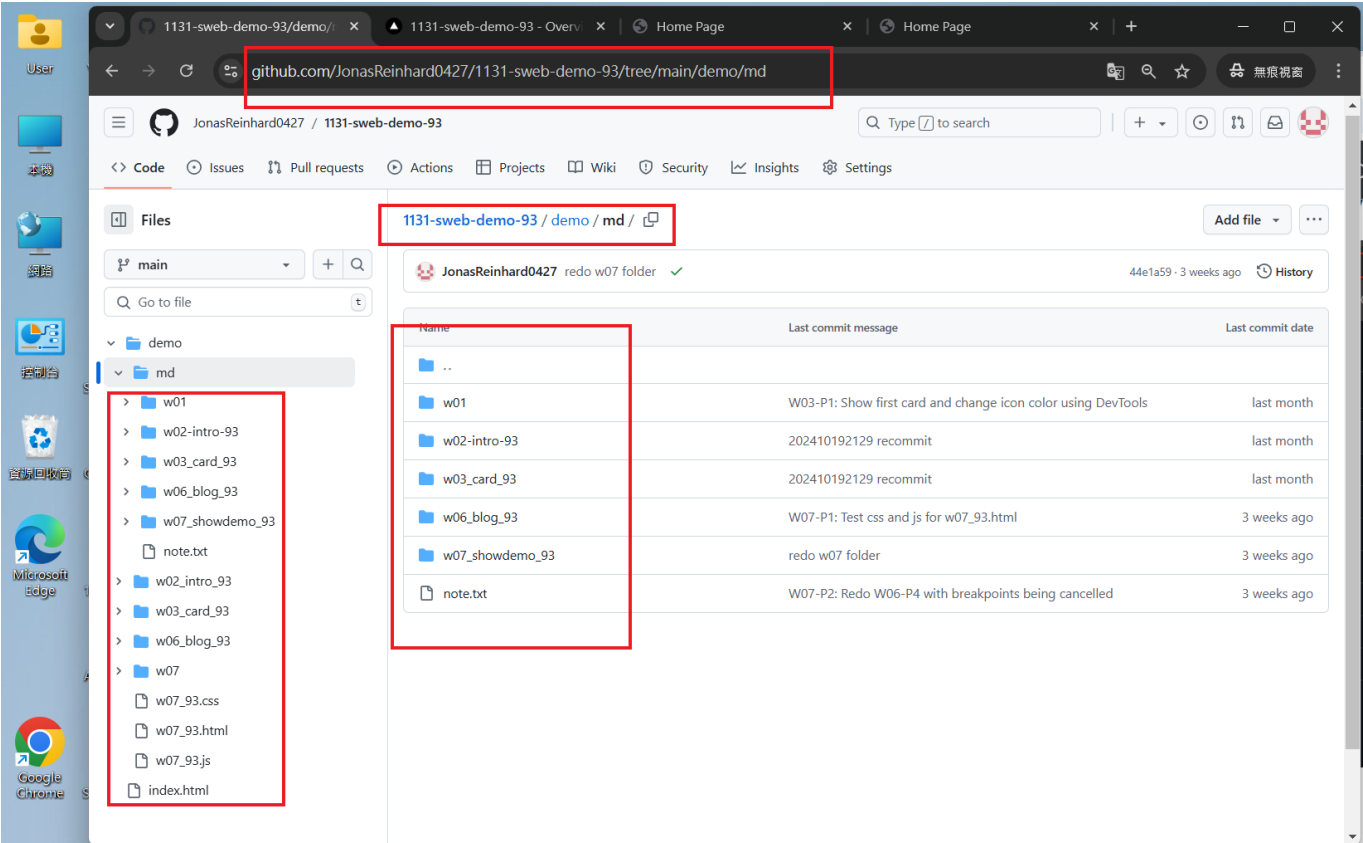 1131-sweb-demo-93/demo/
1131-sweb-demo-93 - Overvi
Home Page
Home Page
github.com/JonasReinhard0427/1131-sweb-demo-93/tree/main/demo/md
無痕視窗
User
本機
網路
控制台
資源回收筒
Microsoft
Edge
Google
Chrome
JonasReinhard0427 / 1131-sweb-demo-93
Type / to search
Code
Issues
Pull requests
Actions
Projects
Wiki
Security
Insights
Settings
Files
main
Go to file
t
demo
md
w01
w02-intro-93
w03_card_93
w06_blog_93
w07_showdemo_93
note.txt
w02_intro_93
w03_card_93
w06_blog_93
w07
w07_93.css
w07_93.html
w07_93.js
index.html
1131-sweb-demo-93 / demo / md /
Add file
JonasReinhard0427 redo w07 folder
44e1a59 · 3 weeks ago
History
Name Last commit message Last commit date
..
w01 W03-P1: Show first card and change icon color using DevTools last month
w02-intro-93 202410192129 recommit last month
w03_card_93 202410192129 recommit last month
w06_blog_93 W07-P1: Test css and js for w07_93.html 3 weeks ago
w07_showdemo_93 redo w07 folder 3 weeks ago
note.txt W07-P2: Redo W06-P4 with breakpoints being cancelled 3 weeks ago